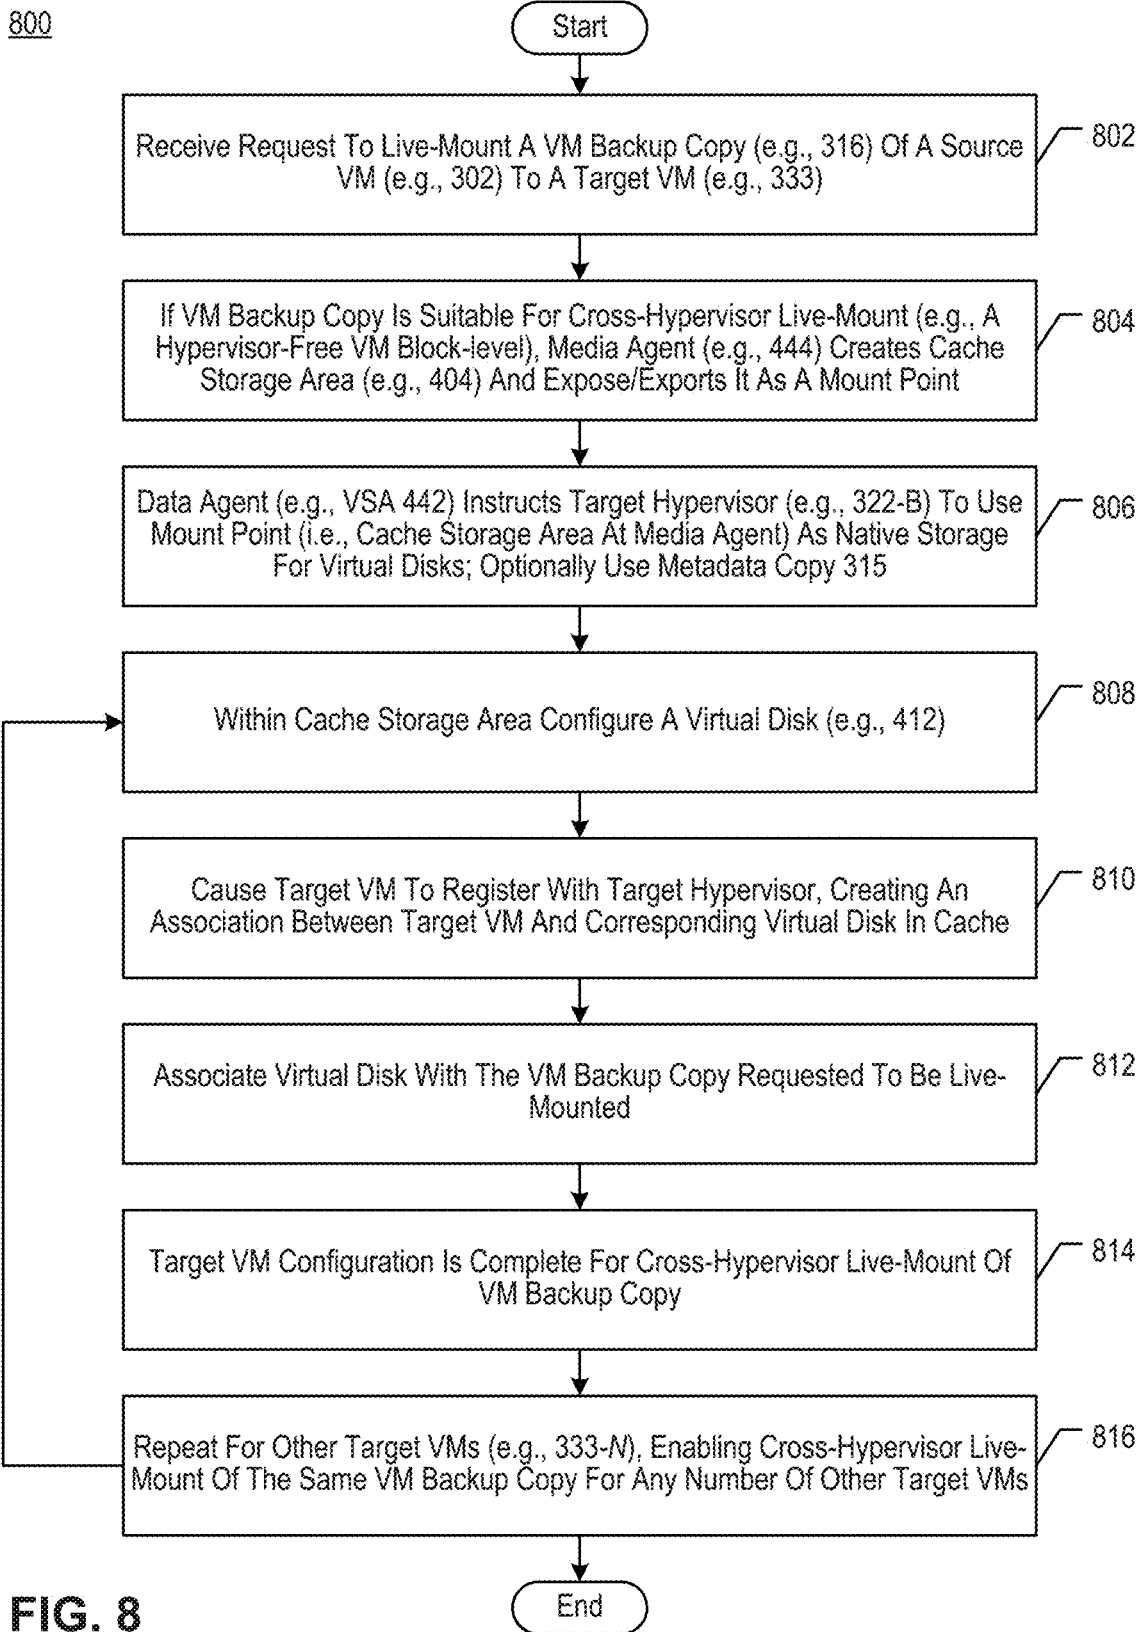 800
Start
Receive Request To Live-Mount A VM Backup Copy (e.g., 316) Of A Source
VM (e.g., 302) To A Target VM (e.g., 333)
802
If VM Backup Copy Is Suitable For Cross-Hypervisor Live-Mount (e.g., A
Hypervisor-Free VM Block-level), Media Agent (e.g., 444) Creates Cache
Storage Area (e.g., 404) And Expose/Exports It As A Mount Point
804
Data Agent (e.g., VSA 442) Instructs Target Hypervisor (e.g., 322-B) To Use
Mount Point (i.e., Cache Storage Area At Media Agent) As Native Storage
For Virtual Disks; Optionally Use Metadata Copy 315
806
Within Cache Storage Area Configure A Virtual Disk (e.g., 412)
808
Cause Target VM To Register With Target Hypervisor, Creating An
Association Between Target VM And Corresponding Virtual Disk In Cache
810
Associate Virtual Disk With The VM Backup Copy Requested To Be Live-
Mounted
812
Target VM Configuration Is Complete For Cross-Hypervisor Live-Mount Of
VM Backup Copy
814
Repeat For Other Target VMs (e.g., 333-N), Enabling Cross-Hypervisor Live-
Mount Of The Same VM Backup Copy For Any Number Of Other Target VMs
816
End
FIG. 8